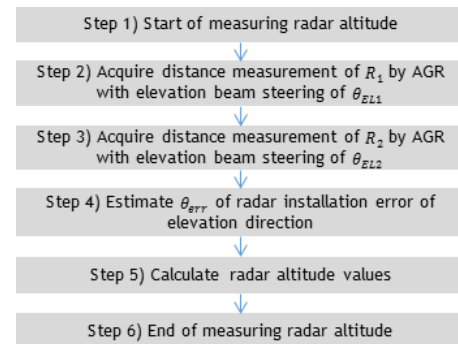 Step 1) Start of measuring radar altitude
Step 2) Acquire distance measurement of R₁ by AGR
with elevation beam steering of θ_EL1
Step 3) Acquire distance measurement of R₂ by AGR
with elevation beam steering of θ_EL2
Step 4) Estimate θ_err of radar installation error of
elevation direction
Step 5) Calculate radar altitude values
Step 6) End of measuring radar altitude